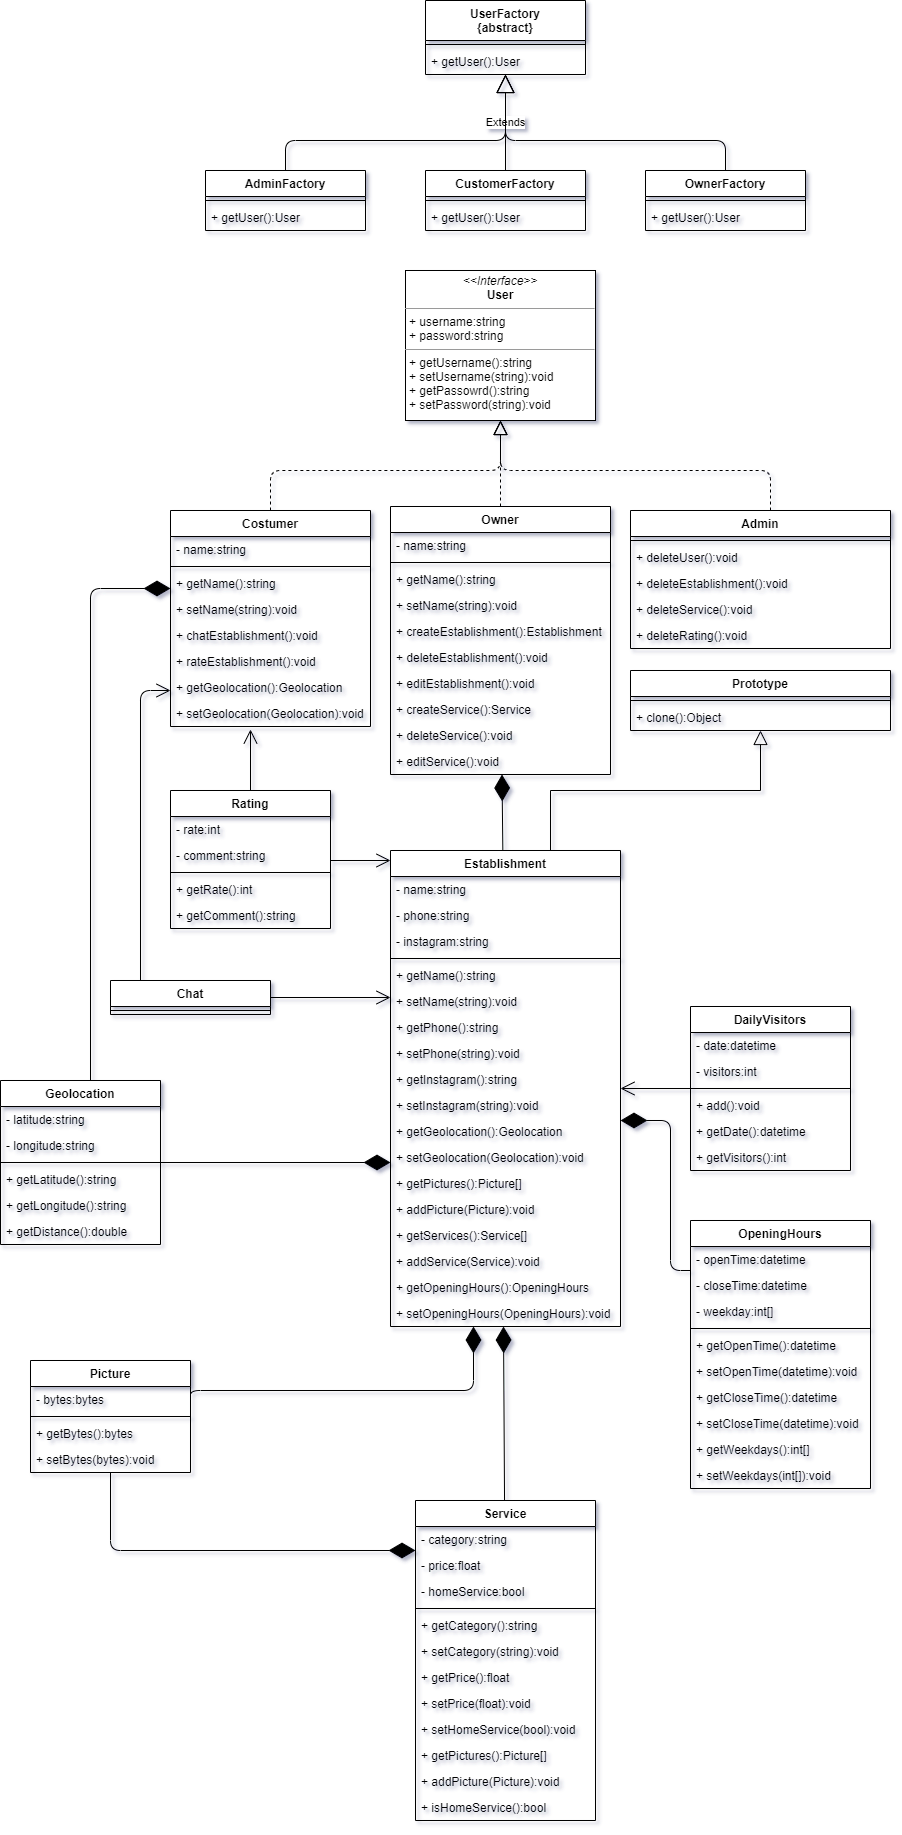 UserFactory
{abstract}
+ getUser():User
Extends
AdminFactory
+ getUser():User
CustomerFactory
+ getUser():User
OwnerFactory
+ getUser():User
<<Interface>>
User
+ username:string
+ password:string
+ getUsername():string
+ setUsername(string):void
+ getPassowrd():string
+ setPassword(string):void
Costumer
- name:string
+ getName():string
+ setName(string):void
+ chatEstablishment():void
+ rateEstablishment():void
+ getGeolocation():Geolocation
+ setGeolocation(Geolocation):void
Owner
- name:string
+ getName():string
+ setName(string):void
+ createEstablishment():Establishment
+ deleteEstablishment():void
+ editEstablishment():void
+ createService():Service
+ deleteService():void
+ editService():void
Admin
+ deleteUser():void
+ deleteEstablishment():void
+ deleteService():void
+ deleteRating():void
Prototype
+ clone():Object
Rating
- rate:int
- comment:string
+ getRate():int
+ getComment():string
Establishment
- name:string
- phone:string
- instagram:string
+ getName():string
+ setName(string):void
+ getPhone():string
+ setPhone(string):void
+ getInstagram():string
+ setInstagram(string):void
+ getGeolocation():Geolocation
+ setGeolocation(Geolocation):void
+ getPictures():Picture[]
+ addPicture(Picture):void
+ getServices():Service[]
+ addService(Service):void
+ getOpeningHours():OpeningHours
+ setOpeningHours(OpeningHours):void
Chat
DailyVisitors
- date:datetime
- visitors:int
+ add():void
+ getDate():datetime
+ getVisitors():int
Geolocation
- latitude:string
- longitude:string
+ getLatitude():string
+ getLongitude():string
+ getDistance():double
OpeningHours
- openTime:datetime
- closeTime:datetime
- weekday:int[]
+ getOpenTime():datetime
+ setOpenTime(datetime):void
+ getCloseTime():datetime
+ setCloseTime(datetime):void
+ getWeekdays():int[]
+ setWeekdays(int[]):void
Picture
- bytes:bytes
+ getBytes():bytes
+ setBytes(bytes):void
Service
- category:string
- price:float
- homeService:bool
+ getCategory():string
+ setCategory(string):void
+ getPrice():float
+ setPrice(float):void
+ setHomeService(bool):void
+ getPictures():Picture[]
+ addPicture(Picture):void
+ isHomeService():bool